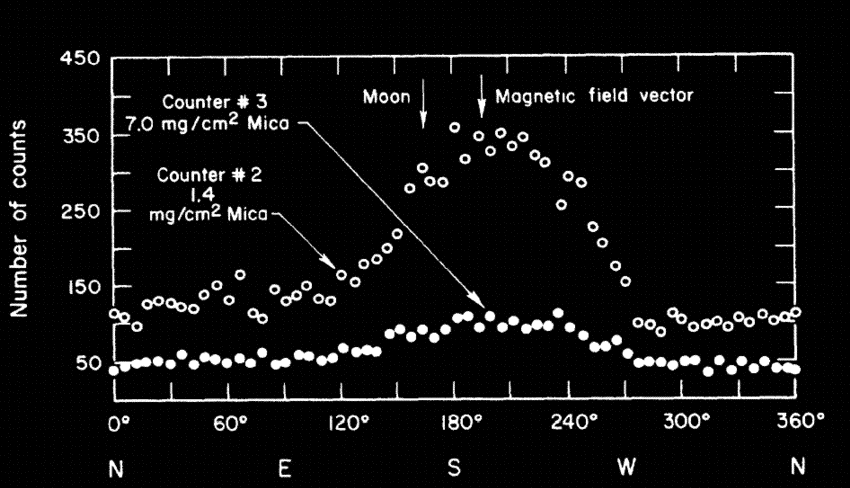 450
350
250
150
50
Number of counts
Counter # 3
7.0 mg/cm² Mica
Counter # 2
1.4
mg/cm² Mica
Moon
Magnetic field vector
0° 60° 120° 180° 240° 300° 360°
N E S W N